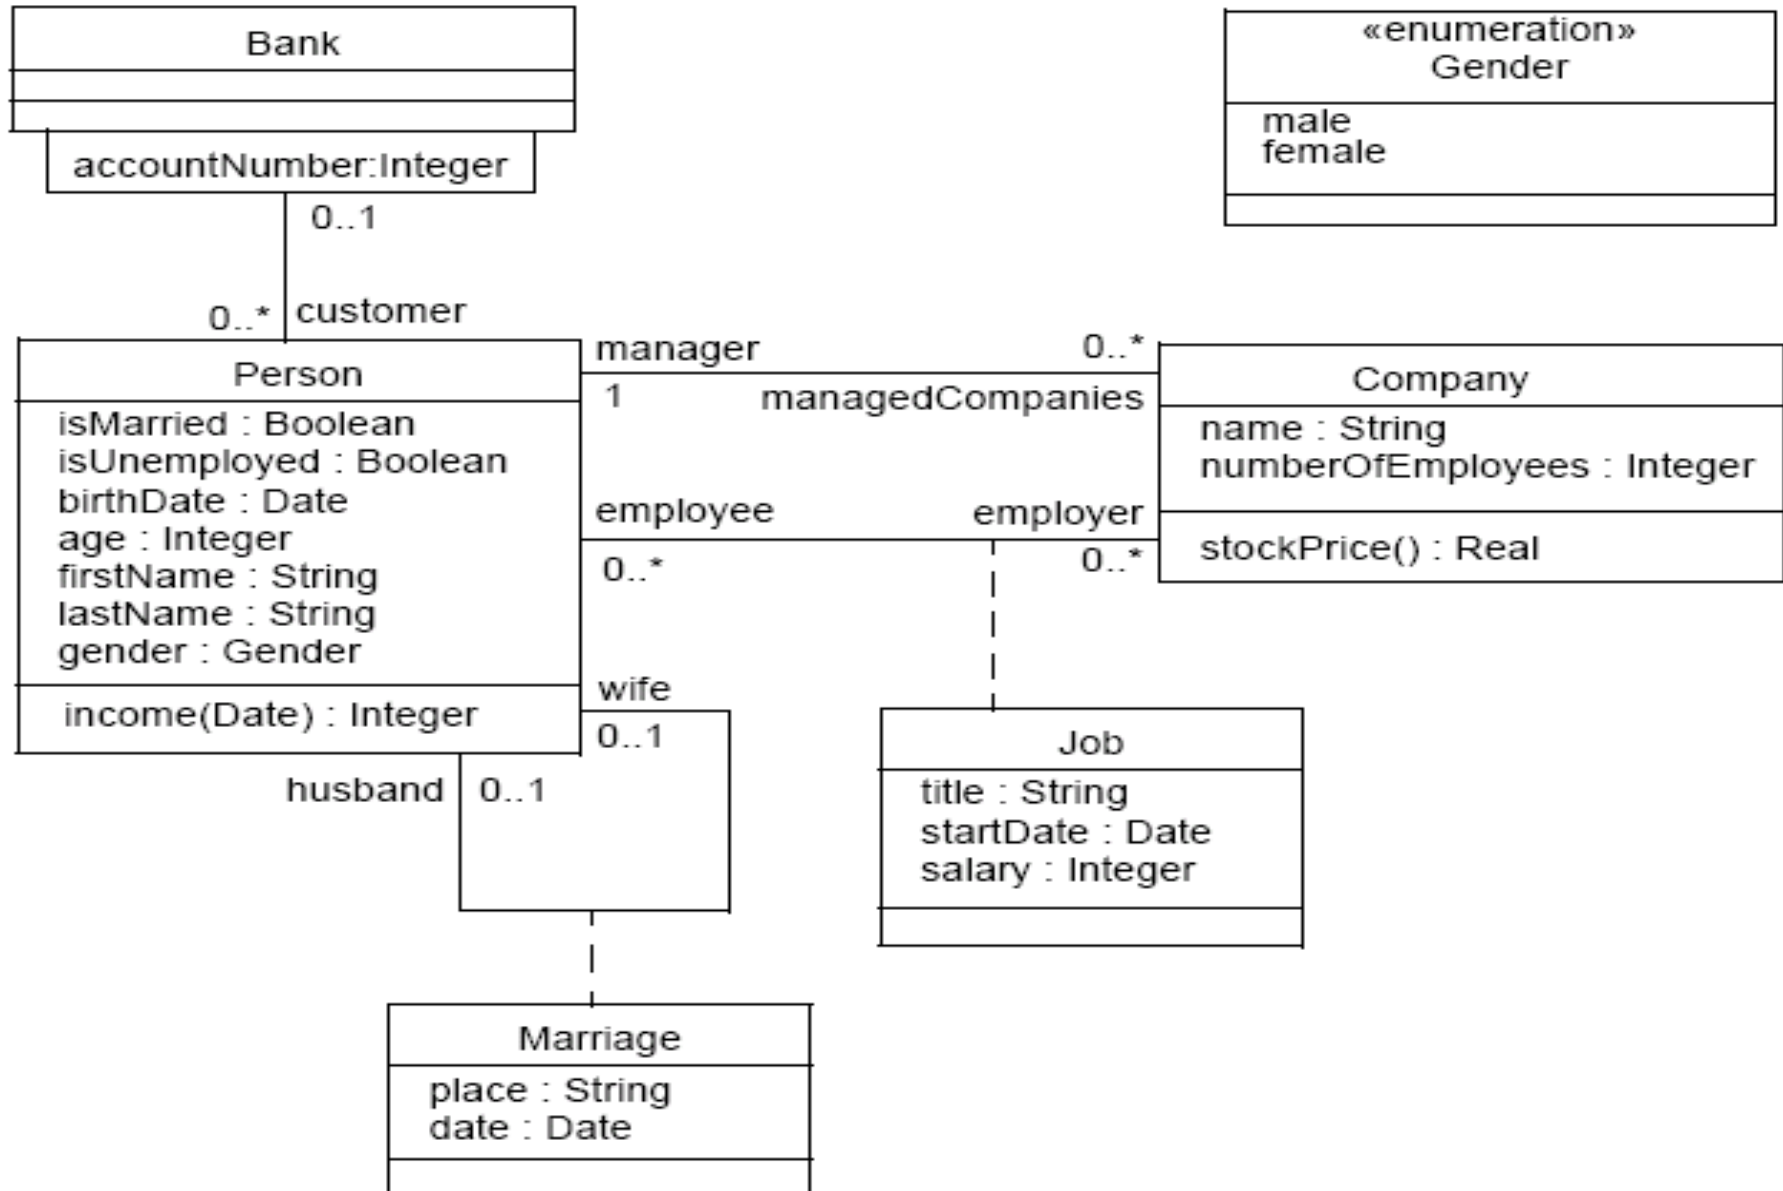 Bank
accountNumber:Integer
0..1
0..* customer
«enumeration»
Gender
male
female
Person
isMarried : Boolean
isUnemployed : Boolean
birthDate : Date
age : Integer
firstName : String
lastName : String
gender : Gender
income(Date) : Integer
manager
1
0..*
managedCompanies
employee
0..*
employer
0..*
Company
name : String
numberOfEmployees : Integer
stockPrice() : Real
wife
0..1
husband
0..1
Job
title : String
startDate : Date
salary : Integer
Marriage
place : String
date : Date